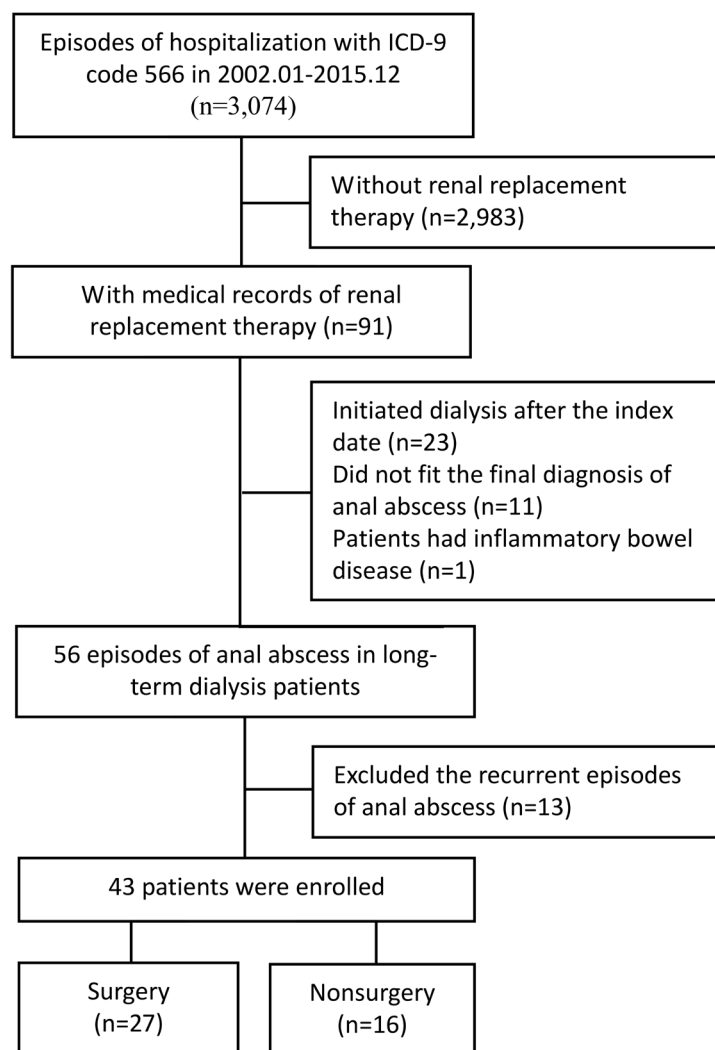 Episodes of hospitalization with ICD-9
code 566 in 2002.01-2015.12
(n=3,074)
Without renal replacement
therapy (n=2,983)
With medical records of renal
replacement therapy (n=91)
Initiated dialysis after the index
date (n=23)
Did not fit the final diagnosis of
anal abscess (n=11)
Patients had inflammatory bowel
disease (n=1)
56 episodes of anal abscess in long-
term dialysis patients
Excluded the recurrent episodes
of anal abscess (n=13)
43 patients were enrolled
Surgery
(n=27)
Nonsurgery
(n=16)